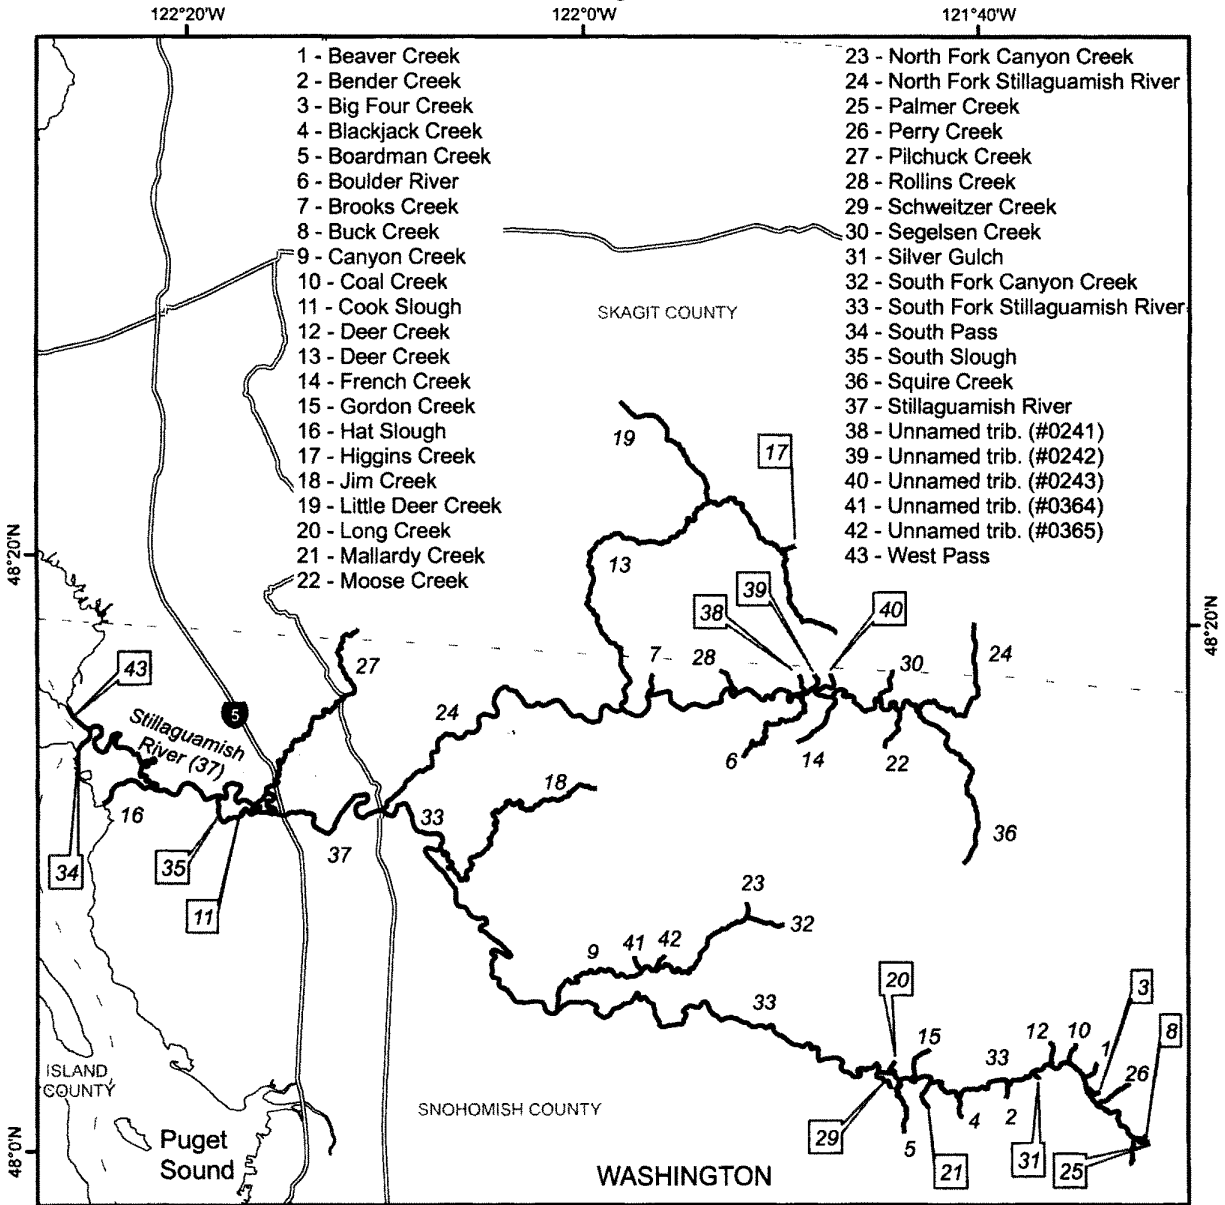 122°20'W
122°0'W
121°40'W
1 - Beaver Creek
2 - Bender Creek
3 - Big Four Creek
4 - Blackjack Creek
5 - Boardman Creek
6 - Boulder River
7 - Brooks Creek
8 - Buck Creek
9 - Canyon Creek
10 - Coal Creek
11 - Cook Slough
12 - Deer Creek
13 - Deer Creek
14 - French Creek
15 - Gordon Creek
16 - Hat Slough
17 - Higgins Creek
18 - Jim Creek
19 - Little Deer Creek
20 - Long Creek
21 - Mallardy Creek
22 - Moose Creek
23 - North Fork Canyon Creek
24 - North Fork Stillaguamish River
25 - Palmer Creek
26 - Perry Creek
27 - Pilchuck Creek
28 - Rollins Creek
29 - Schweitzer Creek
30 - Segelsen Creek
31 - Silver Gulch
32 - South Fork Canyon Creek
33 - South Fork Stillaguamish River
34 - South Pass
35 - South Slough
36 - Squire Creek
37 - Stillaguamish River
38 - Unnamed trib. (#0241)
39 - Unnamed trib. (#0242)
40 - Unnamed trib. (#0243)
41 - Unnamed trib. (#0364)
42 - Unnamed trib. (#0365)
43 - West Pass
SKAGIT COUNTY
19
17
48°20'N
13
39
38
40
48°20'N
43
27
7
28
30
24
5
Stillaguamish
River (37)
24
6
14
22
18
16
33
36
37
34
35
11
23
32
9
41
42
33
20
3
8
15
12
10
1
33
26
ISLAND
COUNTY
SNOHOMISH COUNTY
48°0'N
Puget
Sound
29
5
21
4
2
31
25
WASHINGTON